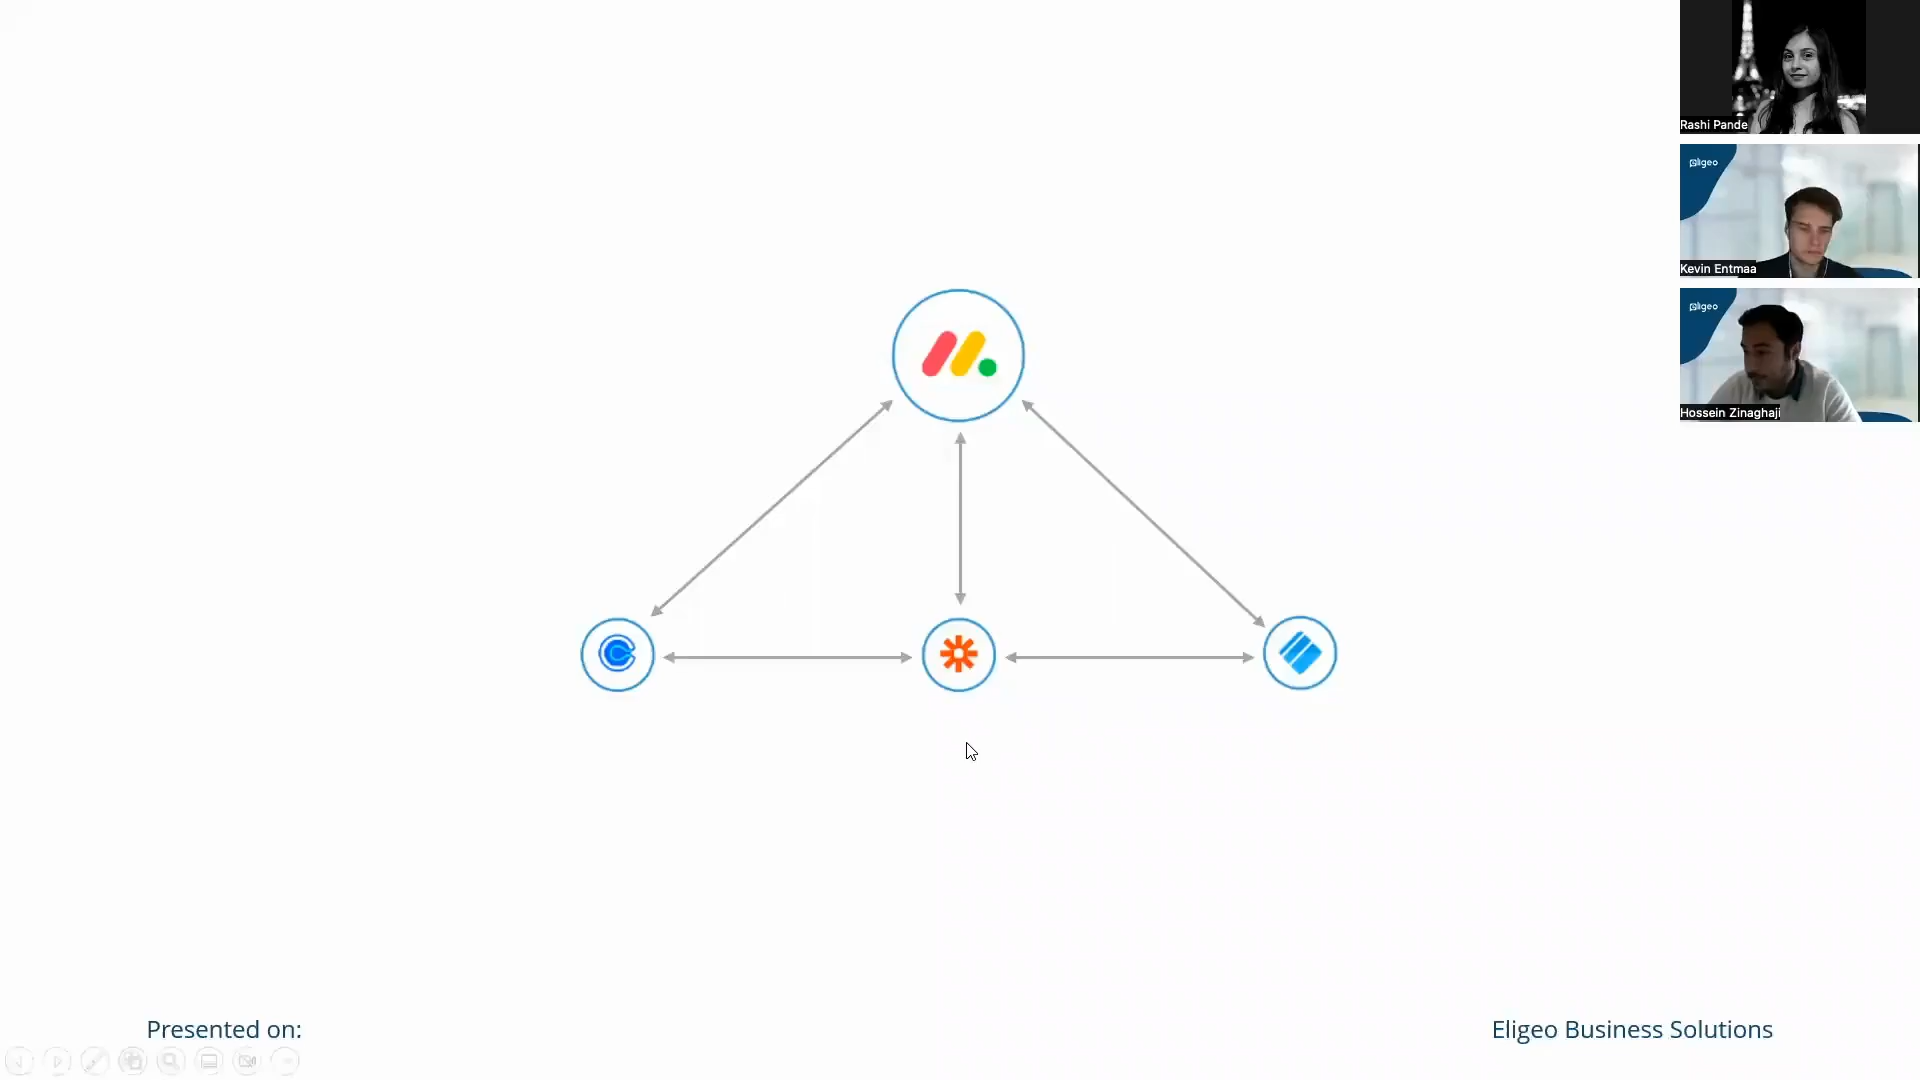 Rashi Pande
eligeo
Kevin Entmaa
eligeo
Hossein Zinaghaji
Presented on:
Eligeo Business Solutions